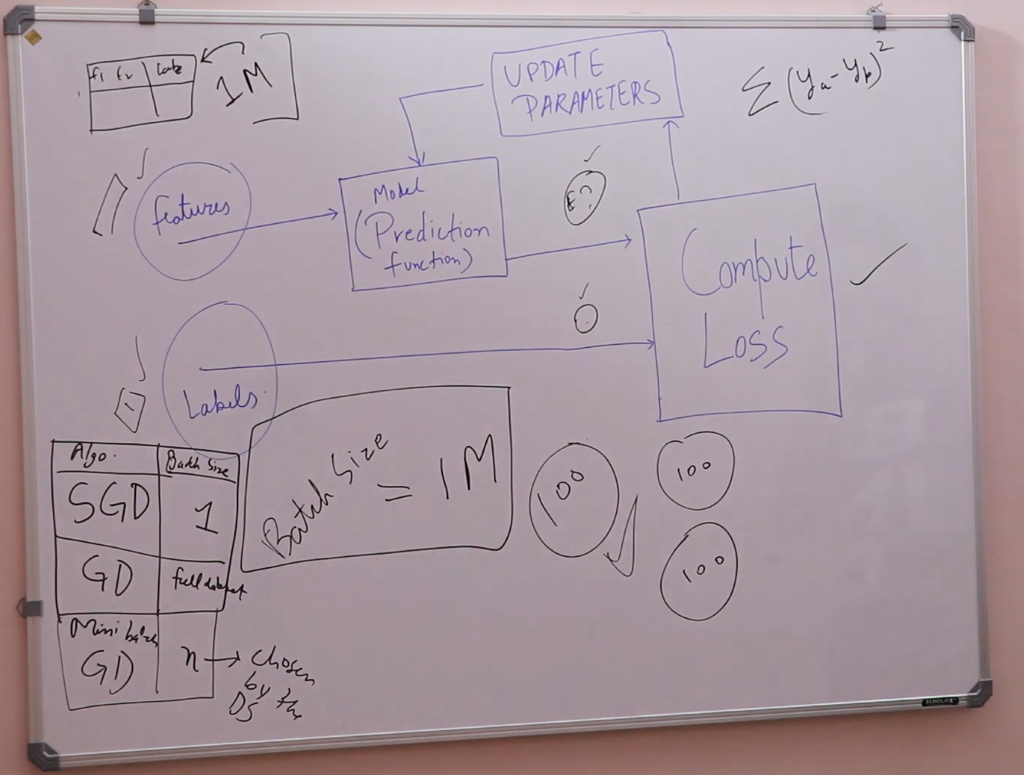 f1 f2
1M
UPDATE
PARAMETERS
Σ(ya-yp)²
features
Model
(Prediction
function)
Compute
Loss
Labels.
Algo. Batch Size
SGD 1
GD full dataset
Mini batch
GD n → chosen
by the
DS
Batch Size
= 1M
100
100
100